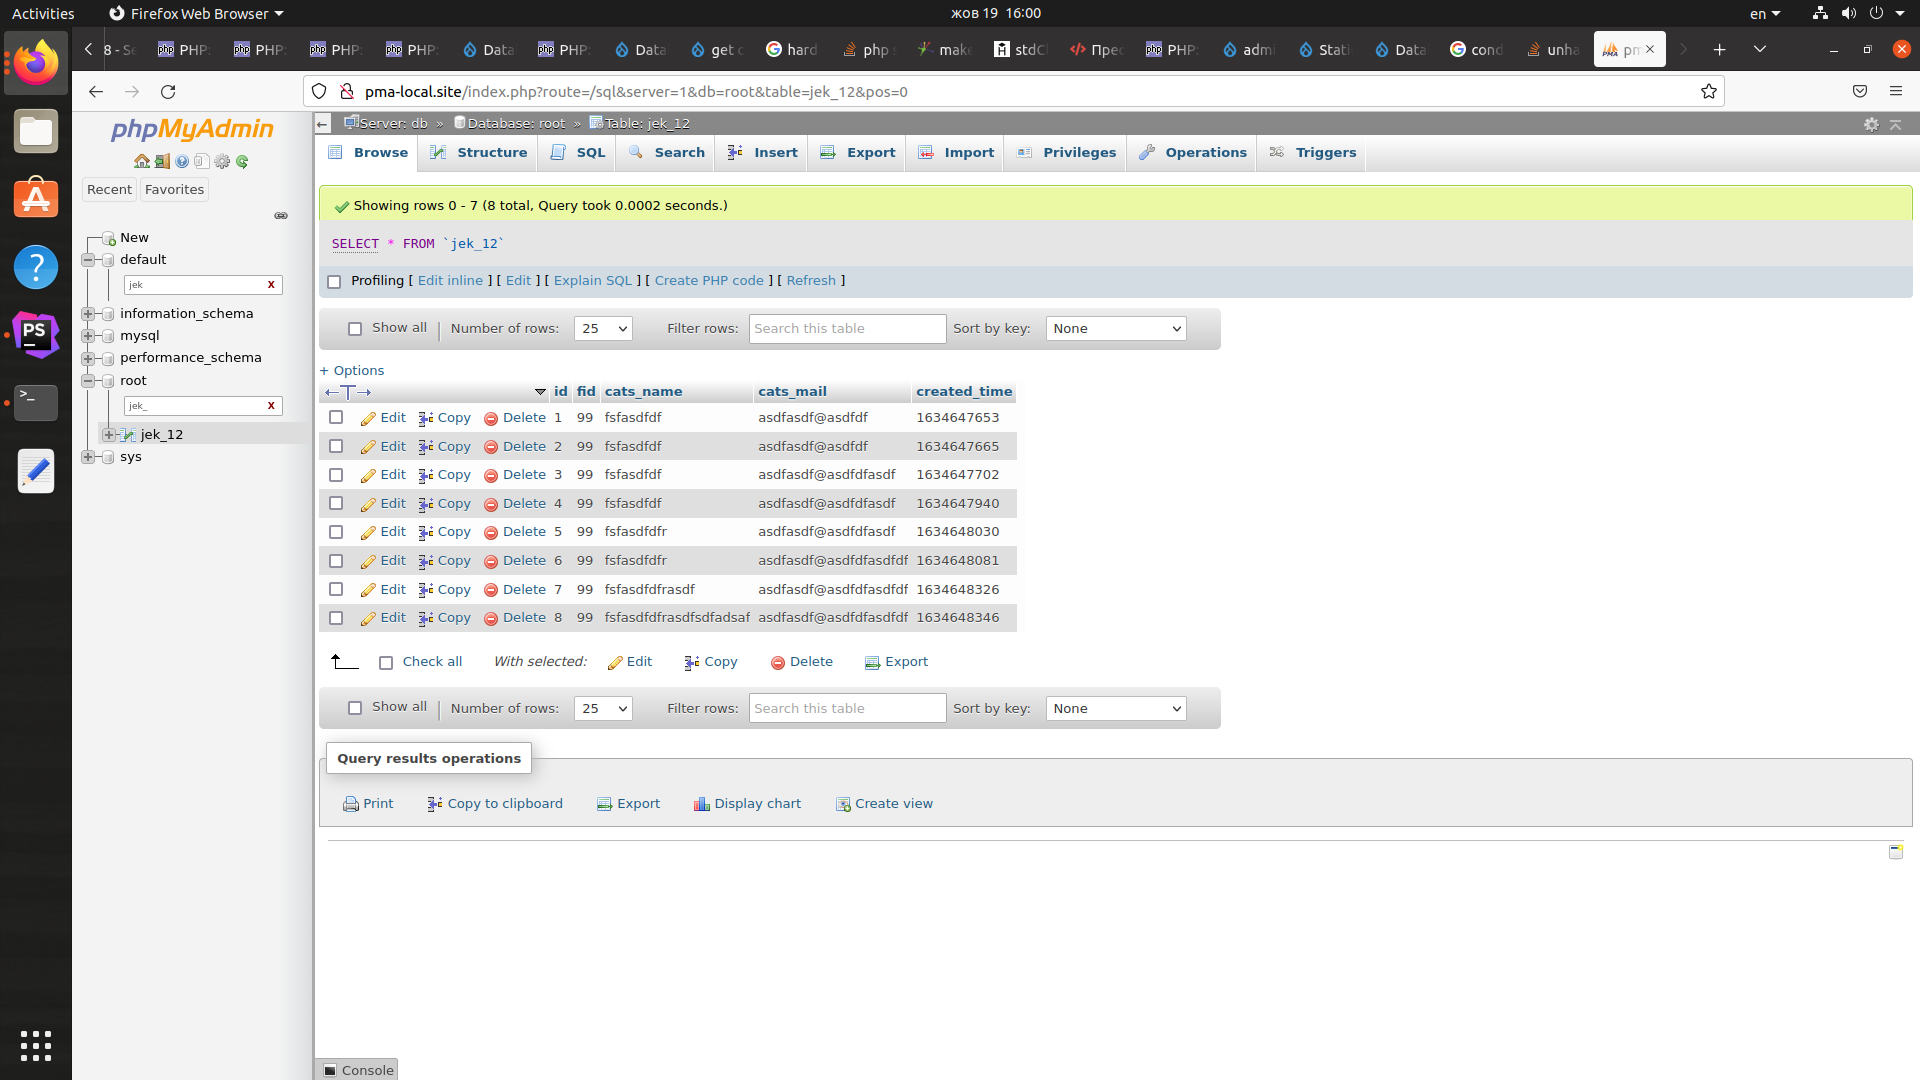 Activities Firefox Web Browser жов 19 16:00 en
8 - Se PHP: PHP: PHP: PHP: Data PHP: Data get c hard php s make stdCl Прес PHP: admi Stati Data cond unha pm
pma-local.site/index.php?route=/sql&server=1&db=root&table=jek_12&pos=0
phpMyAdmin
Recent Favorites
New
default
jek X
information_schema
mysql
performance_schema
root
jek_ X
jek_12
sys
Server: db » Database: root » Table: jek_12
Browse Structure SQL Search Insert Export Import Privileges Operations Triggers
Showing rows 0 - 7 (8 total, Query took 0.0002 seconds.)
SELECT * FROM `jek_12`
Profiling [ Edit inline ] [ Edit ] [ Explain SQL ] [ Create PHP code ] [ Refresh ]
Show all Number of rows: 25 Filter rows: Search this table Sort by key: None
+ Options
←T→ id fid cats_name cats_mail created_time
Edit Copy Delete 1 99 fsfasdfdf asdfasdf@asdfdf 1634647653
Edit Copy Delete 2 99 fsfasdfdf asdfasdf@asdfdf 1634647665
Edit Copy Delete 3 99 fsfasdfdf asdfasdf@asdfdfasdf 1634647702
Edit Copy Delete 4 99 fsfasdfdf asdfasdf@asdfdfasdf 1634647940
Edit Copy Delete 5 99 fsfasdfdfr asdfasdf@asdfdfasdf 1634648030
Edit Copy Delete 6 99 fsfasdfdfr asdfasdf@asdfdfasdfdf 1634648081
Edit Copy Delete 7 99 fsfasdfdfrasdf asdfasdf@asdfdfasdfdf 1634648326
Edit Copy Delete 8 99 fsfasdfdfrasdfsdfadsaf asdfasdf@asdfdfasdfdf 1634648346
Check all With selected: Edit Copy Delete Export
Show all Number of rows: 25 Filter rows: Search this table Sort by key: None
Query results operations
Print Copy to clipboard Export Display chart Create view
Console